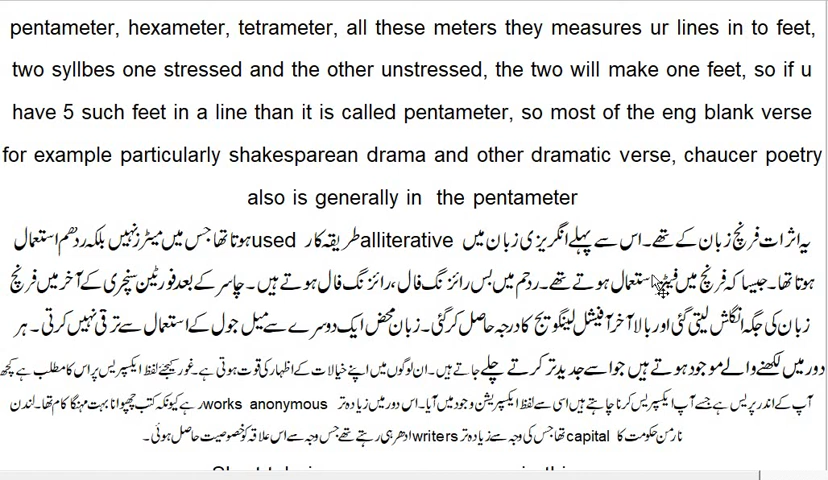 pentameter, hexameter, tetrameter, all these meters they measures ur lines in to feet,
two syllbes one stressed and the other unstressed, the two will make one feet, so if u
have 5 such feet in a line than it is called pentameter, so most of the eng blank verse
for example particularly shakesparean drama and other dramatic verse, chaucer poetry
also is generally in the pentameter
یہ اثرات فرنچ زبان کے تھے۔ اس سے پہلے انگریزی زبان میں alliterative طریقہ کار used ہوتا تھا جس میں میٹرز نہیں بلکہ ردھم استعمال
ہوتا تھا۔ جیسا کہ فرنچ میں فیٹ استعمال ہوتے تھے۔ ردحم میں بس رائزنگ فال، رائزنگ فال ہوتے ہیں۔ چاسر کے بعد فورٹین سنچری کے آخر میں فرنچ
زبان کی جگہ انگلش لیتی گئی اور بالا آخر آفیشل لینگویج کا درجہ حاصل کر گئی۔ زبان محض ایک دوسرے سے میل جول کے استعمال سے ترقی نہیں کرتی۔ ہر
دور میں لکھنے والے موجود ہوتے ہیں جو اسے جدید تر کرتے چلے جاتے ہیں۔ ان لوگوں میں اپنے خیالات کے اظہار کی قوت ہوتی ہے۔ غور کیجئے لفظ ایکسپریس پر اس کا مطلب ہے کچھ
آپ کے اندر پریس ہے جسے آپ ایکسپریس کرنا چاہتے ہیں اسی سے لفظ ایکسپریشن وجود میں آیا۔ اس دور میں زیادہ تر works anonymous رہے کیونکہ کتب چھپوانا بہت مہنگا کام تھا۔ لندن
نارمن حکومت کا capital تھا جس کی وجہ سے زیادہ تر writers ادھر ہی رہتے تھے جس وجہ سے اس علاقہ کو خصوصیت حاصل ہوئی۔